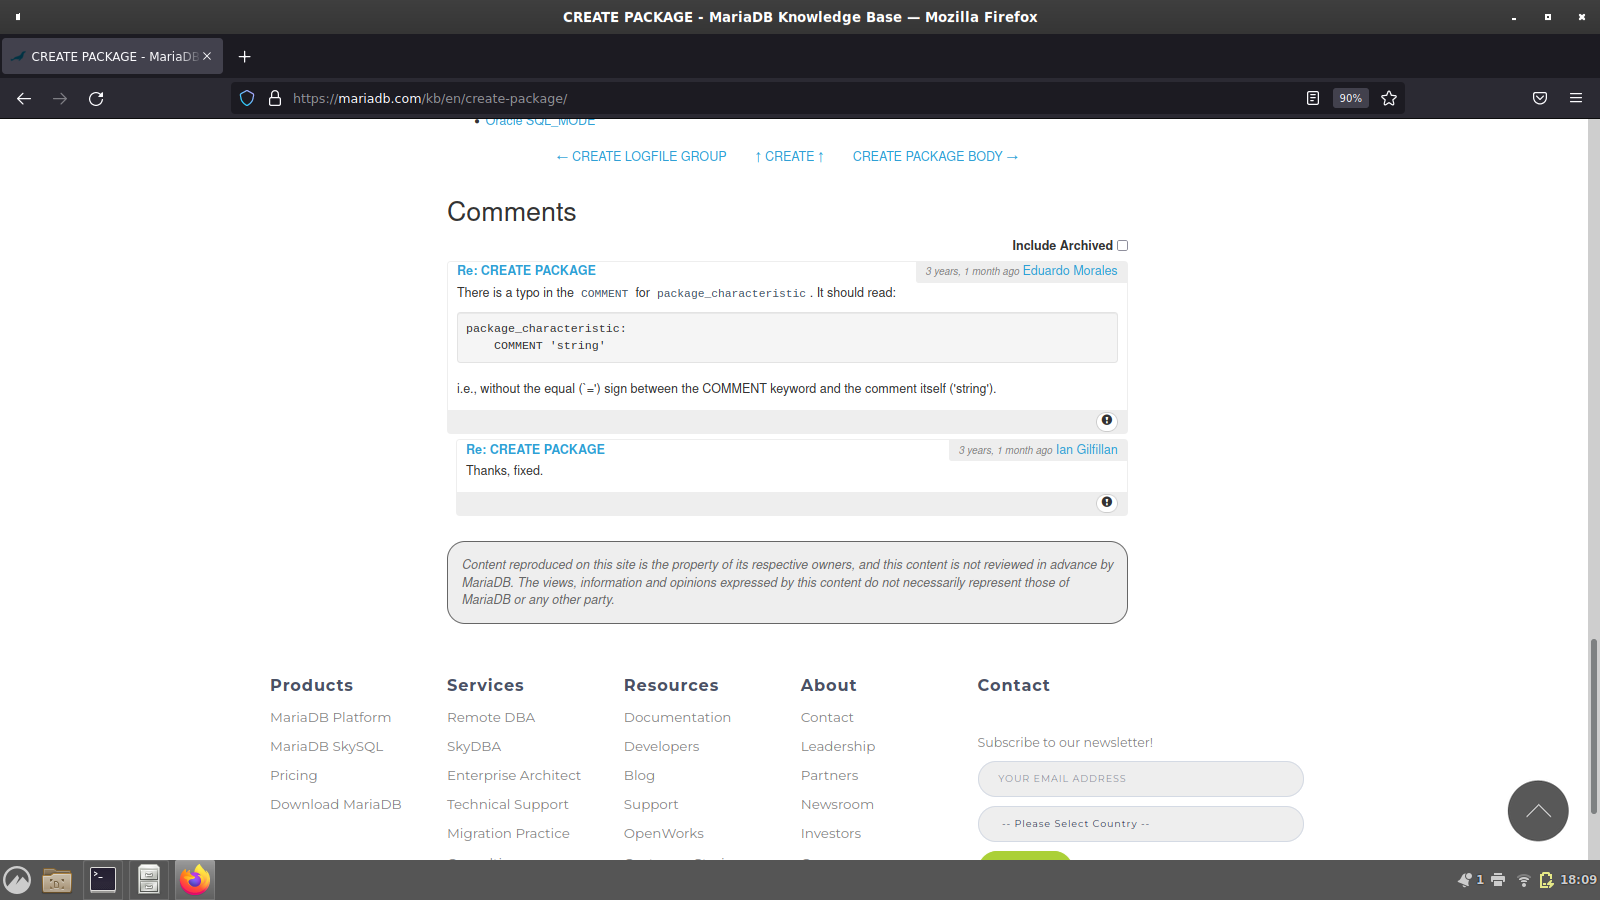 CREATE PACKAGE - MariaDB Knowledge Base — Mozilla Firefox
CREATE PACKAGE - MariaDB
https://mariadb.com/kb/en/create-package/
90%
Oracle SQL_MODE
← CREATE LOGFILE GROUP ↑ CREATE ↑ CREATE PACKAGE BODY →
Comments
Include Archived
Re: CREATE PACKAGE
3 years, 1 month ago Eduardo Morales
There is a typo in the COMMENT for package_characteristic . It should read:
package_characteristic:
COMMENT 'string'
i.e., without the equal (`=') sign between the COMMENT keyword and the comment itself ('string').
Re: CREATE PACKAGE
3 years, 1 month ago Ian Gilfillan
Thanks, fixed.
Content reproduced on this site is the property of its respective owners, and this content is not reviewed in advance by
MariaDB. The views, information and opinions expressed by this content do not necessarily represent those of
MariaDB or any other party.
Products
MariaDB Platform
MariaDB SkySQL
Pricing
Download MariaDB
Services
Remote DBA
SkyDBA
Enterprise Architect
Technical Support
Migration Practice
Resources
Documentation
Developers
Blog
Support
OpenWorks
About
Contact
Leadership
Partners
Newsroom
Investors
Contact
Subscribe to our newsletter!
YOUR EMAIL ADDRESS
-- Please Select Country --
1
18:09